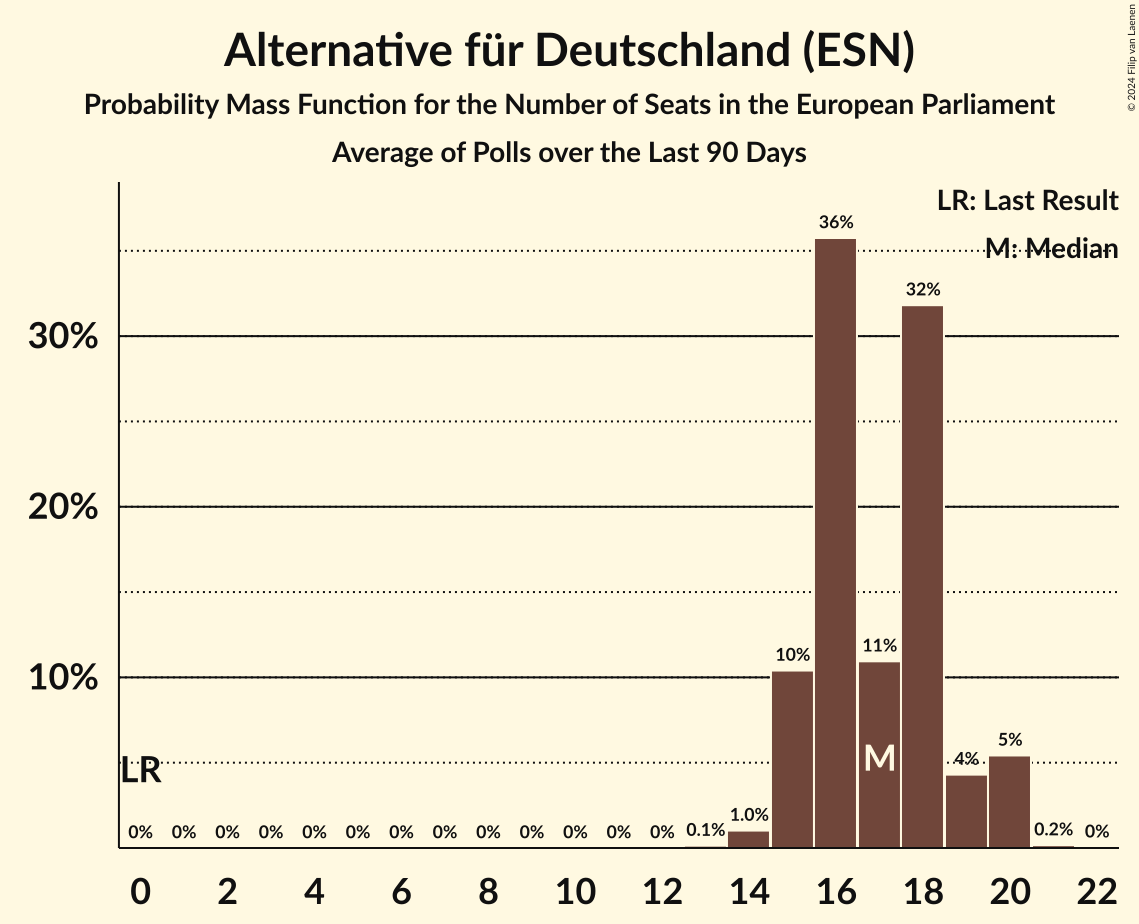 Alternative für Deutschland (ESN)
Probability Mass Function for the Number of Seats in the European Parliament
Average of Polls over the Last 90 Days
© 2024 Filip van Laenen
LR: Last Result
M: Median
36%
32%
30%
20%
11%
10%
10%
M
LR
5%
4%
0% 0% 0% 0% 0% 0% 0% 0% 0% 0% 0% 0% 0% 0.1% 1.0% 0.2% 0%
0 2 4 6 8 10 12 14 16 18 20 22